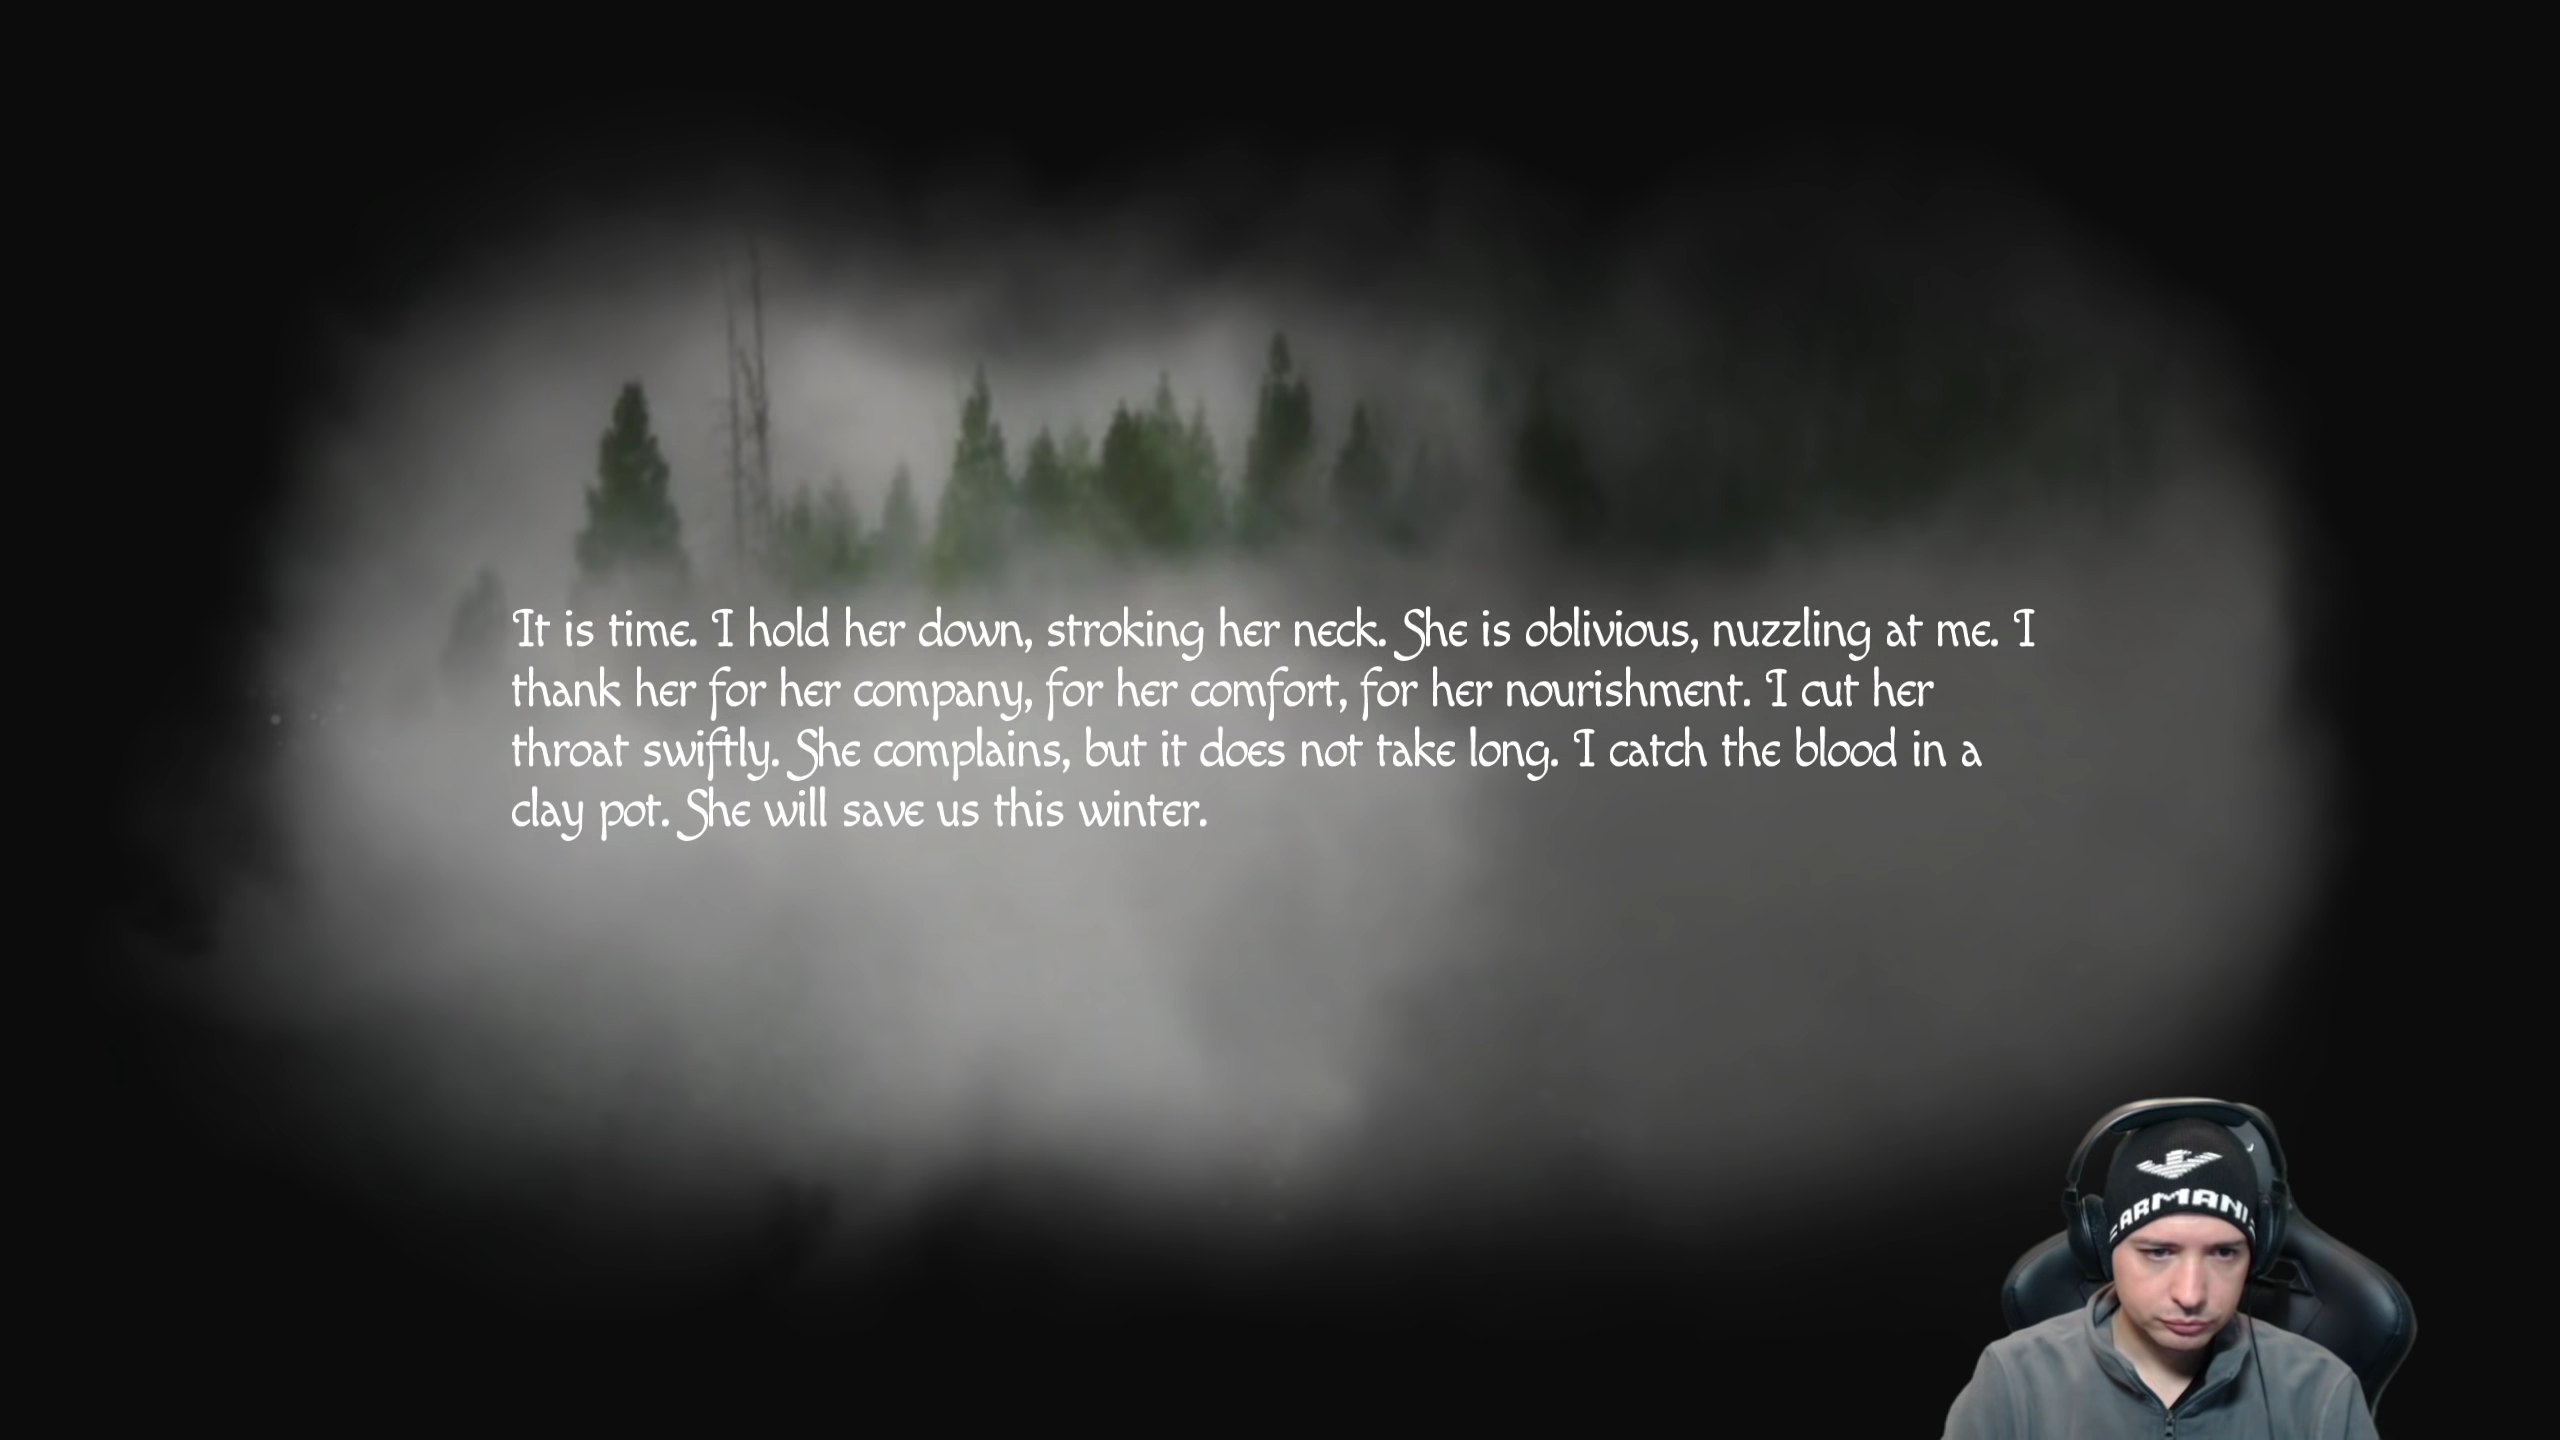 It is time. I hold her down, stroking her neck. She is oblivious, nuzzling at me. I
thank her for her company, for her comfort, for her nourishment. I cut her
throat swiftly. She complains, but it does not take long. I catch the blood in a
clay pot. She will save us this winter.
ARMANI